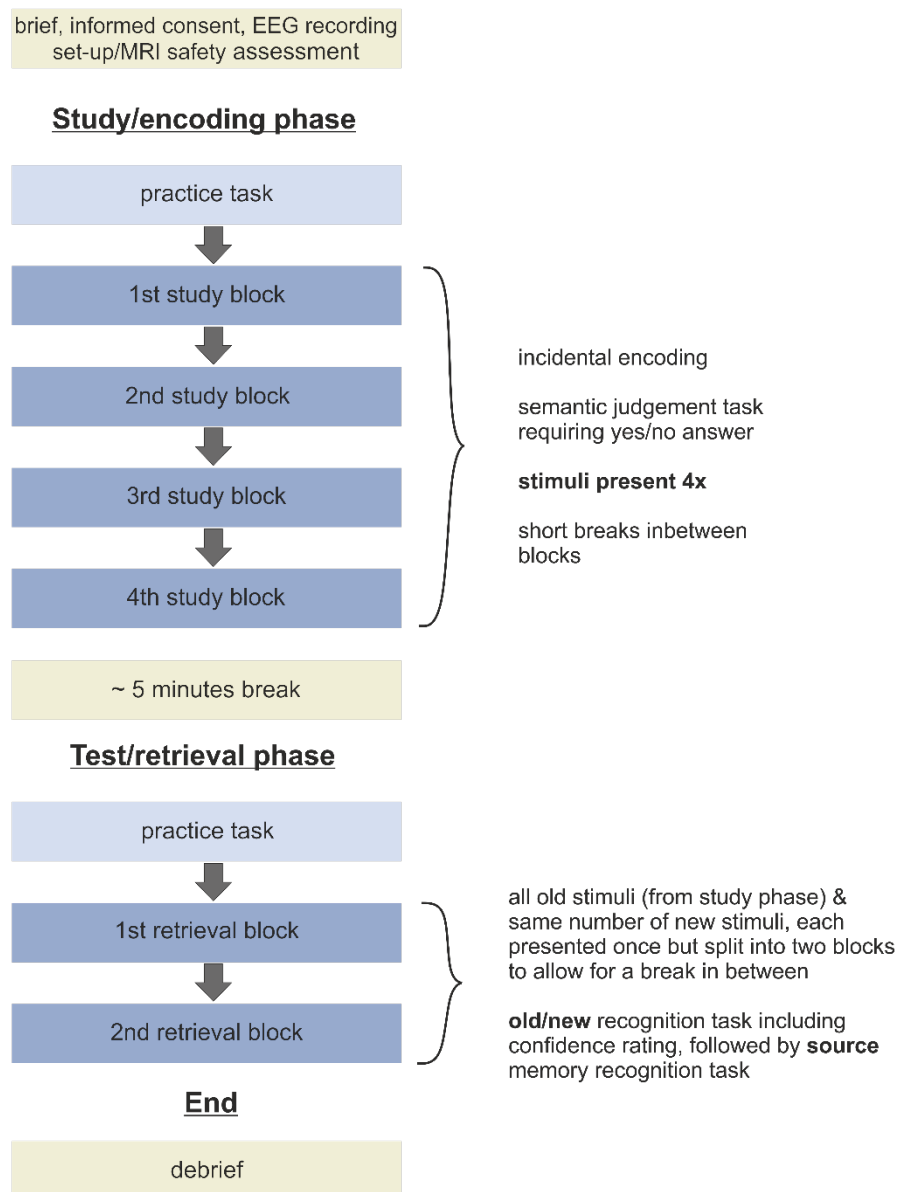 brief, informed consent, EEG recording
set-up/MRI safety assessment
Study/encoding phase
practice task
1st study block
2nd study block
3rd study block
4th study block
incidental encoding
semantic judgement task
requiring yes/no answer
stimuli present 4x
short breaks inbetween
blocks
~ 5 minutes break
Test/retrieval phase
practice task
1st retrieval block
2nd retrieval block
all old stimuli (from study phase) &
same number of new stimuli, each
presented once but split into two blocks
to allow for a break in between
old/new recognition task including
confidence rating, followed by source
memory recognition task
End
debrief